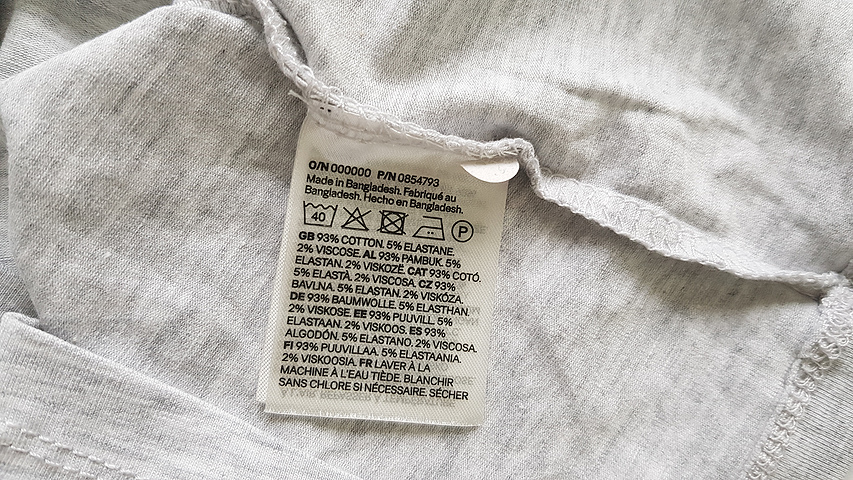 O/N 000000 P/N 0854793
Made in Bangladesh. Fabriqué au
Bangladesh. Hecho en Bangladesh.
40 P
GB 93% COTTON. 5% ELASTANE.
2% VISCOSE. AL 93% PAMBUK. 5%
ELASTAN. 2% VISKOZË. CAT 93% COTÓ.
5% ELASTÀ. 2% VISCOSA. CZ 93%
BAVLNA. 5% ELASTAN. 2% VISKÓZA.
DE 93% BAUMWOLLE. 5% ELASTHAN.
2% VISKOSE. EE 93% PUUVILL. 5%
ELASTAAN. 2% VISKOOS. ES 93%
ALGODÓN. 5% ELASTANO. 2% VISCOSA.
FI 93% PUUVILLAA. 5% ELASTAANIA.
2% VISKOOSIA. FR LAVER À LA
MACHINE À L'EAU TIÈDE. BLANCHIR
SANS CHLORE SI NÉCESSAIRE. SÉCHER